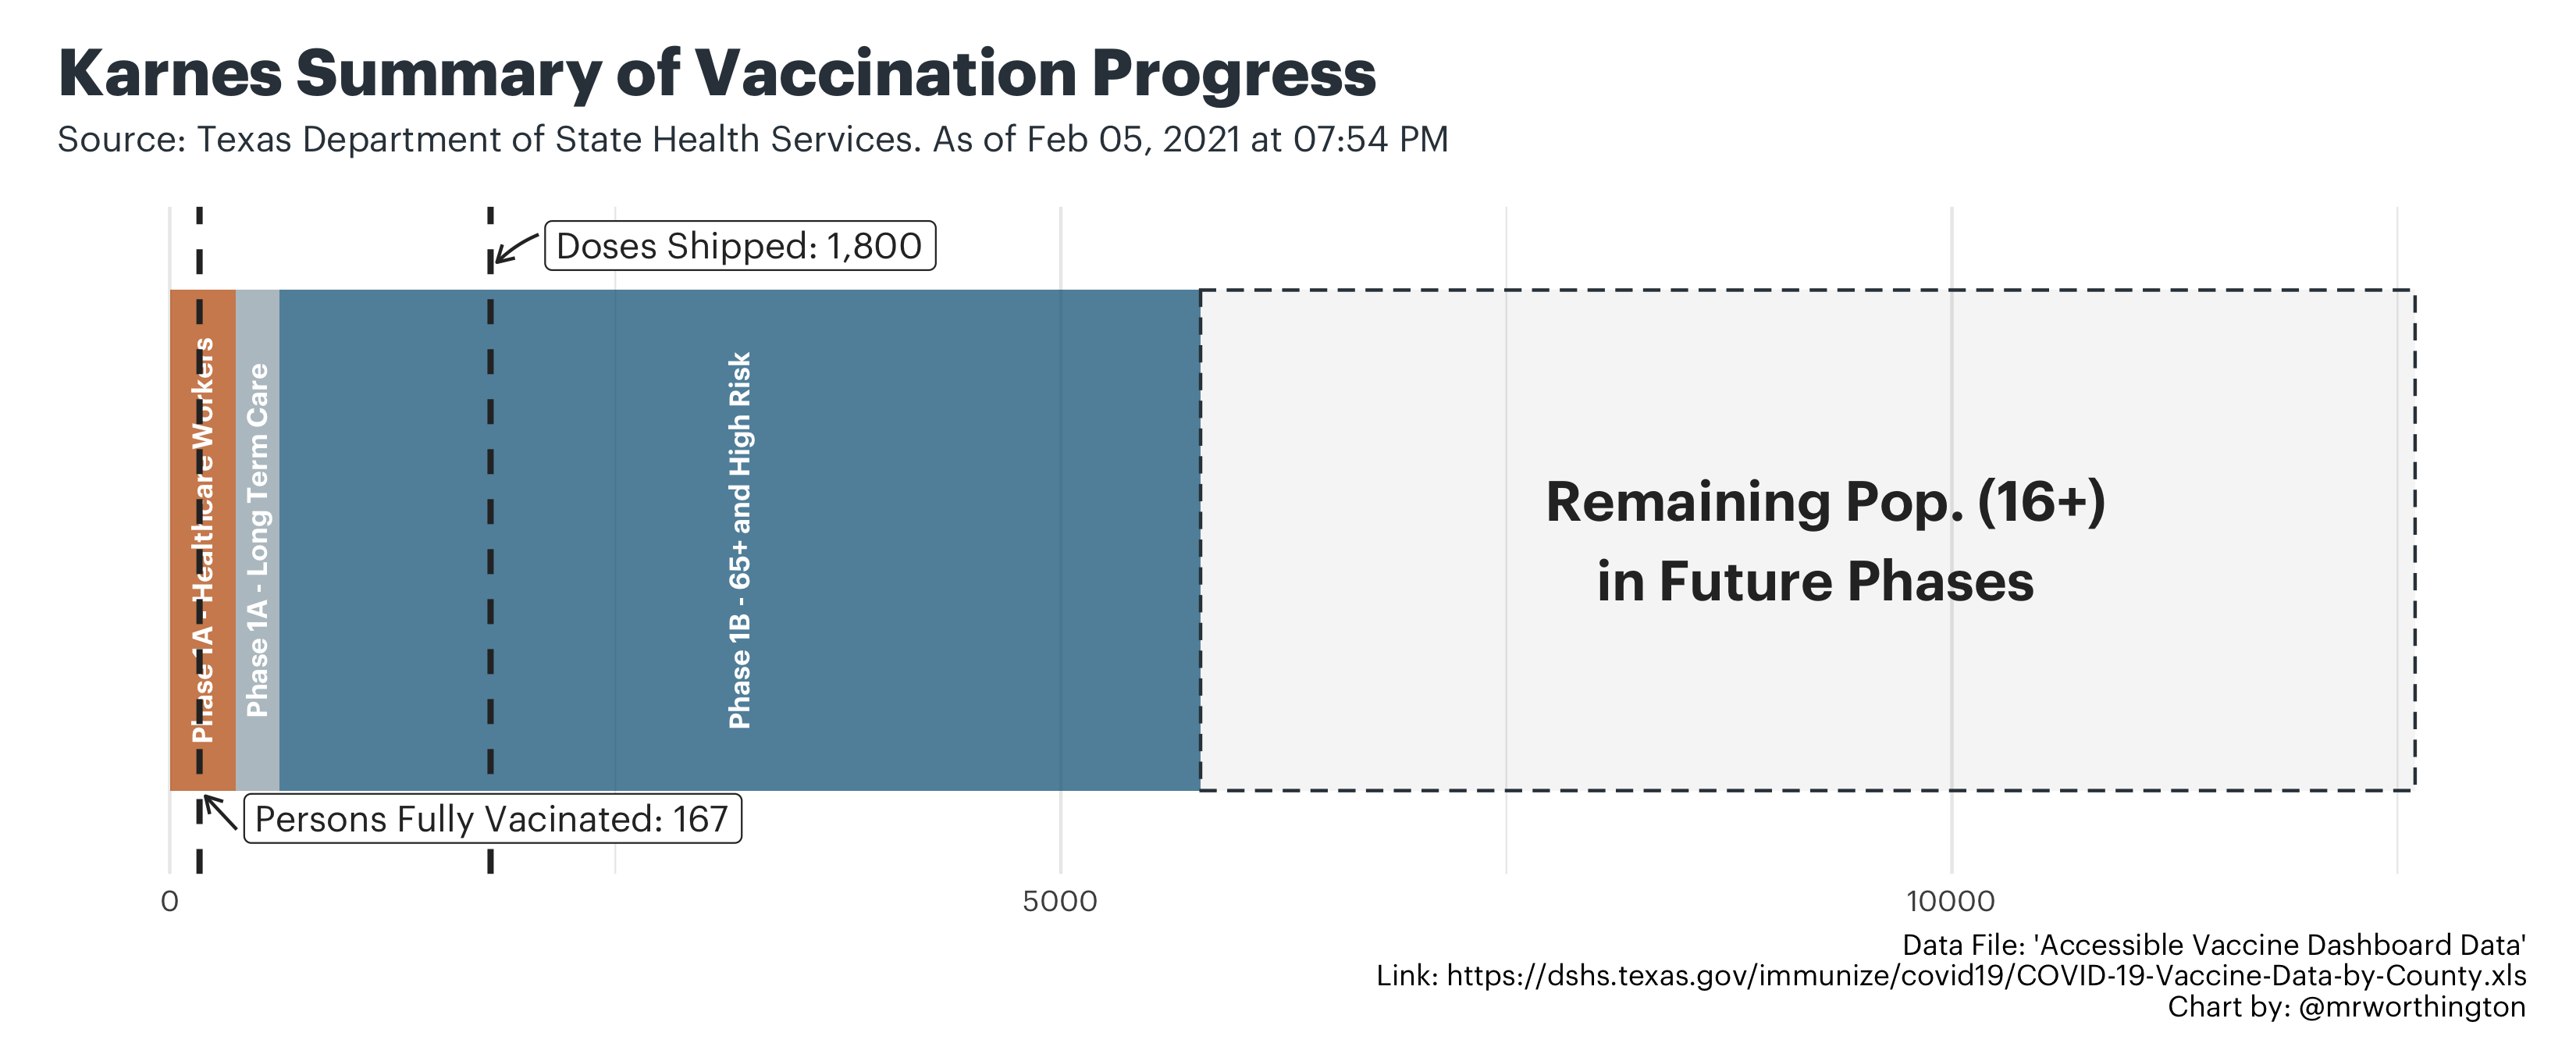 Karnes Summary of Vaccination Progress
Source: Texas Department of State Health Services. As of Feb 05, 2021 at 07:54 PM
Doses Shipped: 1,800
Phase 1A - Healthcare Workers
Phase 1A - Long Term Care
Phase 1B - 65+ and High Risk
Remaining Pop. (16+)
in Future Phases
Persons Fully Vacinated: 167
0
5000
10000
Data File: 'Accessible Vaccine Dashboard Data'
Link: https://dshs.texas.gov/immunize/covid19/COVID-19-Vaccine-Data-by-County.xls
Chart by: @mrworthington